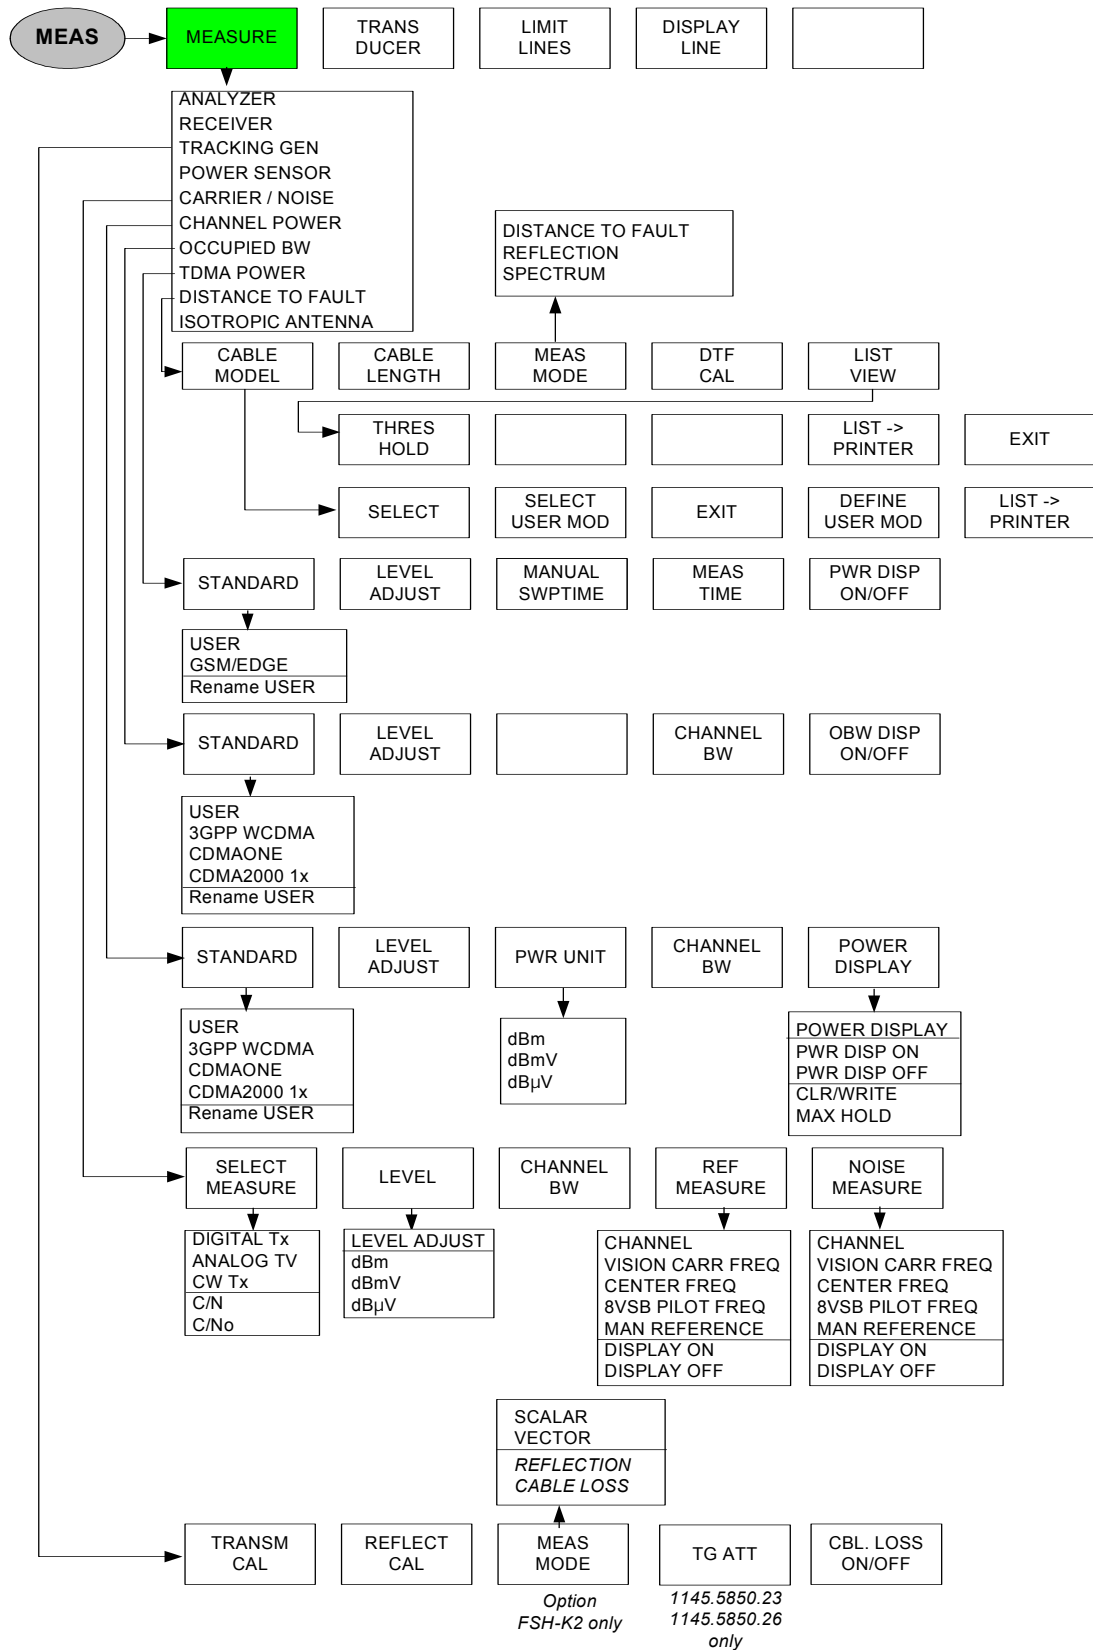 MEAS
MEASURE
TRANS
DUCER
LIMIT
LINES
DISPLAY
LINE
ANALYZER
RECEIVER
TRACKING GEN
POWER SENSOR
CARRIER / NOISE
CHANNEL POWER
OCCUPIED BW
TDMA POWER
DISTANCE TO FAULT
ISOTROPIC ANTENNA
DISTANCE TO FAULT
REFLECTION
SPECTRUM
CABLE
MODEL
CABLE
LENGTH
MEAS
MODE
DTF
CAL
LIST
VIEW
THRES
HOLD
LIST ->
PRINTER
EXIT
SELECT
SELECT
USER MOD
EXIT
DEFINE
USER MOD
LIST ->
PRINTER
STANDARD
LEVEL
ADJUST
MANUAL
SWPTIME
MEAS
TIME
PWR DISP
ON/OFF
USER
GSM/EDGE
Rename USER
STANDARD
LEVEL
ADJUST
CHANNEL
BW
OBW DISP
ON/OFF
USER
3GPP WCDMA
CDMAONE
CDMA2000 1x
Rename USER
STANDARD
LEVEL
ADJUST
PWR UNIT
CHANNEL
BW
POWER
DISPLAY
USER
3GPP WCDMA
CDMAONE
CDMA2000 1x
Rename USER
dBm
dBmV
dBµV
POWER DISPLAY
PWR DISP ON
PWR DISP OFF
CLR/WRITE
MAX HOLD
SELECT
MEASURE
LEVEL
CHANNEL
BW
REF
MEASURE
NOISE
MEASURE
DIGITAL Tx
ANALOG TV
CW Tx
C/N
C/No
LEVEL ADJUST
dBm
dBmV
dBµV
CHANNEL
VISION CARR FREQ
CENTER FREQ
8VSB PILOT FREQ
MAN REFERENCE
DISPLAY ON
DISPLAY OFF
CHANNEL
VISION CARR FREQ
CENTER FREQ
8VSB PILOT FREQ
MAN REFERENCE
DISPLAY ON
DISPLAY OFF
SCALAR
VECTOR
REFLECTION
CABLE LOSS
TRANSM
CAL
REFLECT
CAL
MEAS
MODE
TG ATT
CBL. LOSS
ON/OFF
Option
FSH-K2 only
1145.5850.23
1145.5850.26
only